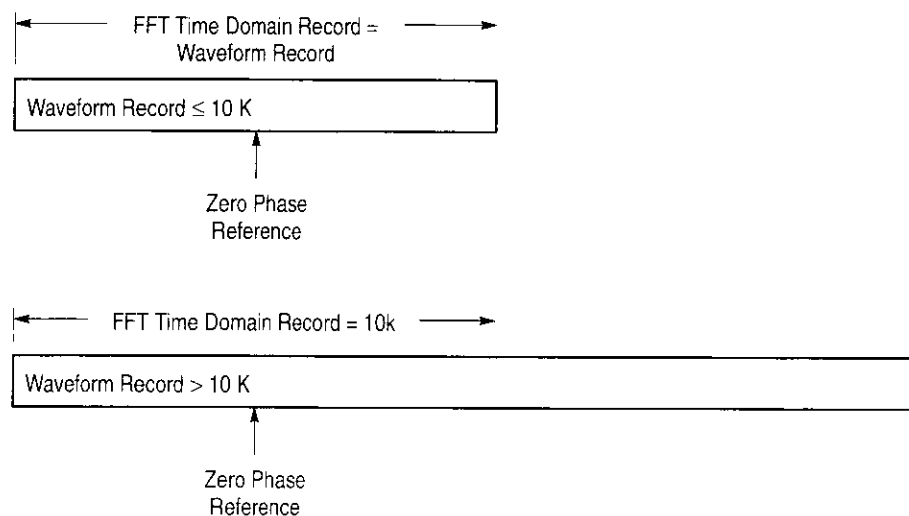 FFT Time Domain Record =
Waveform Record
Waveform Record ≤ 10 K
Zero Phase
Reference
FFT Time Domain Record = 10k
Waveform Record > 10 K
Zero Phase
Reference